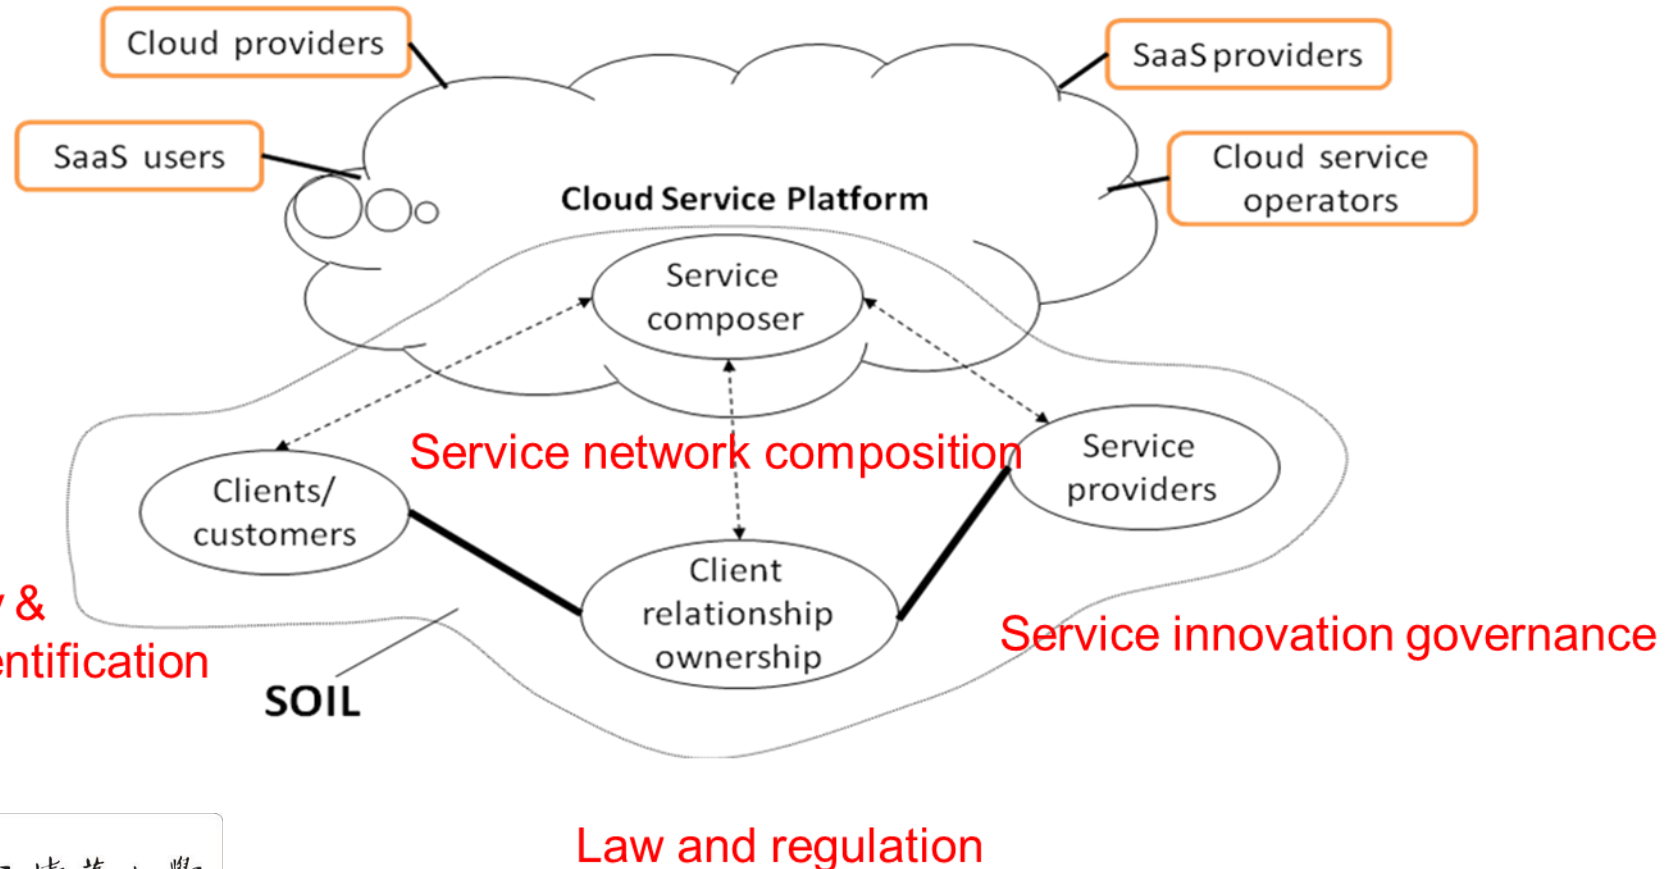 Cloud providers
SaaS providers
SaaS users
Cloud service
operators
Cloud Service Platform
Service
composer
Service network composition
Service
providers
Clients/
customers
Client
relationship
ownership
&
Service innovation governance
SOIL
Law and regulation